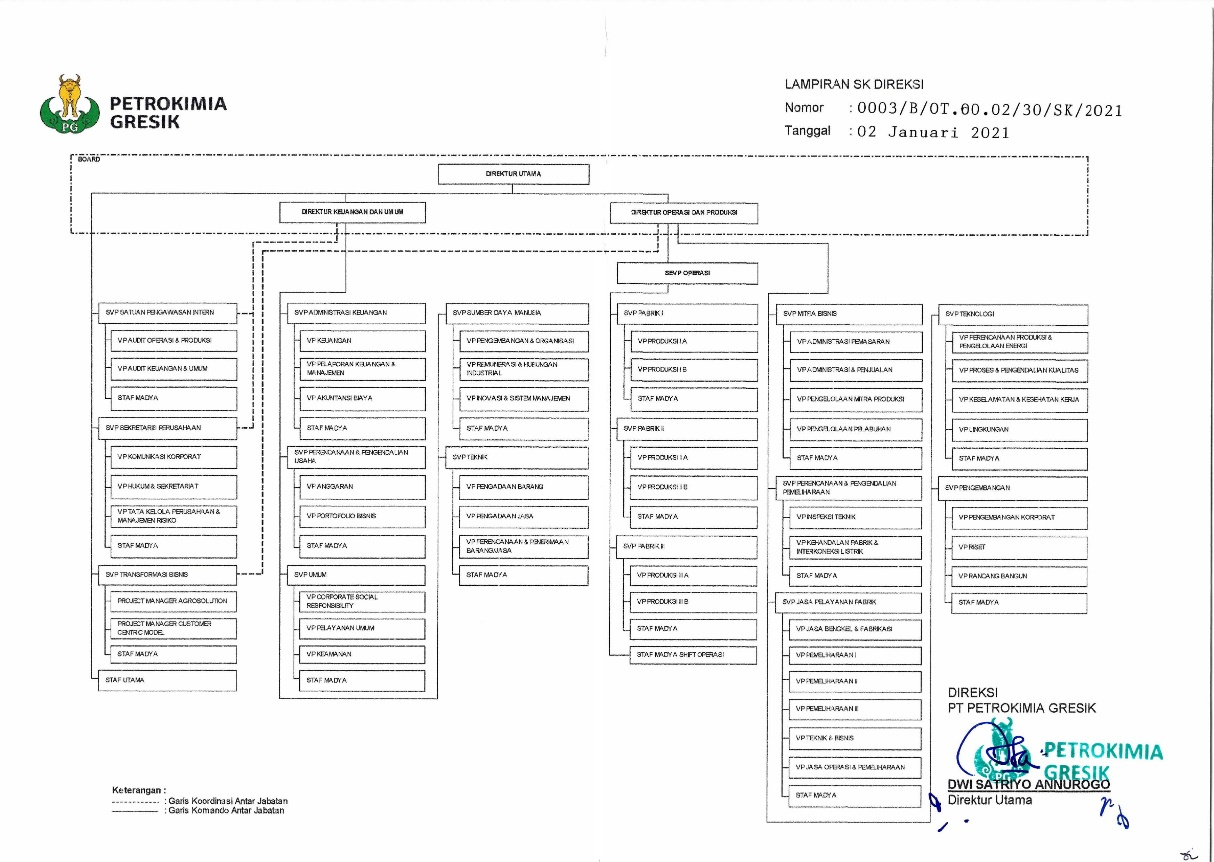 PETROKIMIA
GRESIK
PG
LAMPIRAN SK DIREKSI
Nomor : 0003/B/OT.00.02/30/SK/2021
Tanggal : 02 Januari 2021
BOARD
DIREKTUR UTAMA
DIREKTUR KEUANGAN DAN UMUM
DIREKTUR OPERASI DAN PRODUKSI
SEVP OPERASI
SVP SATUAN PENGAWASAN INTERN
VP AUDIT OPERASI & PRODUKSI
VP AUDIT KEUANGAN & UMUM
STAF MADYA
SVP SEKRETARIS PERUSAHAAN
VP KOMUNIKASI KORPORAT
VP HUKUM & SEKRETARIAT
VP TATA KELOLA PERUSAHAAN &
MANAJEMEN RISIKO
STAF MADYA
SVP TRANSFORMASI BISNIS
PROJECT MANAGER AGROSOLUTION
PROJECT MANAGER CUSTOMER
CENTRIC MODEL
STAF MADYA
STAF UTAMA
SVP ADMINISTRASI KEUANGAN
VP KEUANGAN
VP PELAPORAN KEUANGAN &
MANAJEMEN
VP AKUNTANSI BIAYA
STAF MADYA
SVP PERENCANAAN & PENGENDALIAN
USAHA
VP ANGGARAN
VP PORTOFOLIO BISNIS
STAF MADYA
SVP UMUM
VP CORPORATE SOCIAL
RESPONSIBILITY
VP PELAYANAN UMUM
VP KEAMANAN
STAF MADYA
SVP SUMBER DAYA MANUSIA
VP PENGEMBANGAN & ORGANISASI
VP REMUNERASI & HUBUNGAN
INDUSTRIAL
VP INOVASI & SISTEM MANAJEMEN
STAF MADYA
SVP TEKNIK
VP PENGADAAN BARANG
VP PENGADAAN JASA
VP PERENCANAAN & PENERIMAAN
BARANG/JASA
STAF MADYA
SVP PABRIK I
VP PRODUKSI I A
VP PRODUKSI I B
STAF MADYA
SVP PABRIK II
VP PRODUKSI II A
VP PRODUKSI II B
STAF MADYA
SVP PABRIK III
VP PRODUKSI III A
VP PRODUKSI III B
STAF MADYA
STAF MADYA SHIFT OPERASI
SVP MITRA BISNIS
VP ADMINISTRASI PEMASARAN
VP ADMINISTRASI & PENJUALAN
VP PENGELOLAAN MITRA PRODUKSI
VP PENGELOLAAN PELABUHAN
STAF MADYA
SVP PERENCANAAN & PENGENDALIAN
PEMELIHARAAN
VP INSPEKSI TEKNIK
VP KEHANDALAN PABRIK &
INTERKONEKSI LISTRIK
STAF MADYA
SVP JASA PELAYANAN PABRIK
VP JASA BENGKEL & FABRIKASI
VP PEMELIHARAAN I
VP PEMELIHARAAN II
VP PEMELIHARAAN III
VP TEKNIK & BISNIS
VP JASA OPERASI & PEMELIHARAAN
STAF MADYA
SVP TEKNOLOGI
VP PERENCANAAN PRODUKSI &
PENGELOLAAN ENERGI
VP PROSES & PENGENDALIAN KUALITAS
VP KESELAMATAN & KESEHATAN KERJA
VP LINGKUNGAN
STAF MADYA
SVP PENGEMBANGAN
VP PENGEMBANGAN KORPORAT
VP RISET
VP RANCANG BANGUN
STAF MADYA
DIREKSI
PT PETROKIMIA GRESIK
PETROKIMIA
GRESIK
DWI SATRIYO ANNUROGO
Direktur Utama
Keterangan :
: Garis Koordinasi Antar Jabatan
: Garis Komando Antar Jabatan